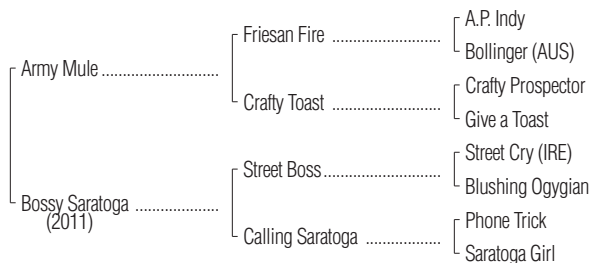 A.P. Indy
Friesan Fire ........................
Bollinger (AUS)
Army Mule ..........................
Crafty Prospector
Crafty Toast ........................
Give a Toast
Street Cry (IRE)
Street Boss..........................
Blushing Ogygian
Bossy Saratoga ...................
(2011)
Phone Trick
Calling Saratoga .................
Saratoga Girl